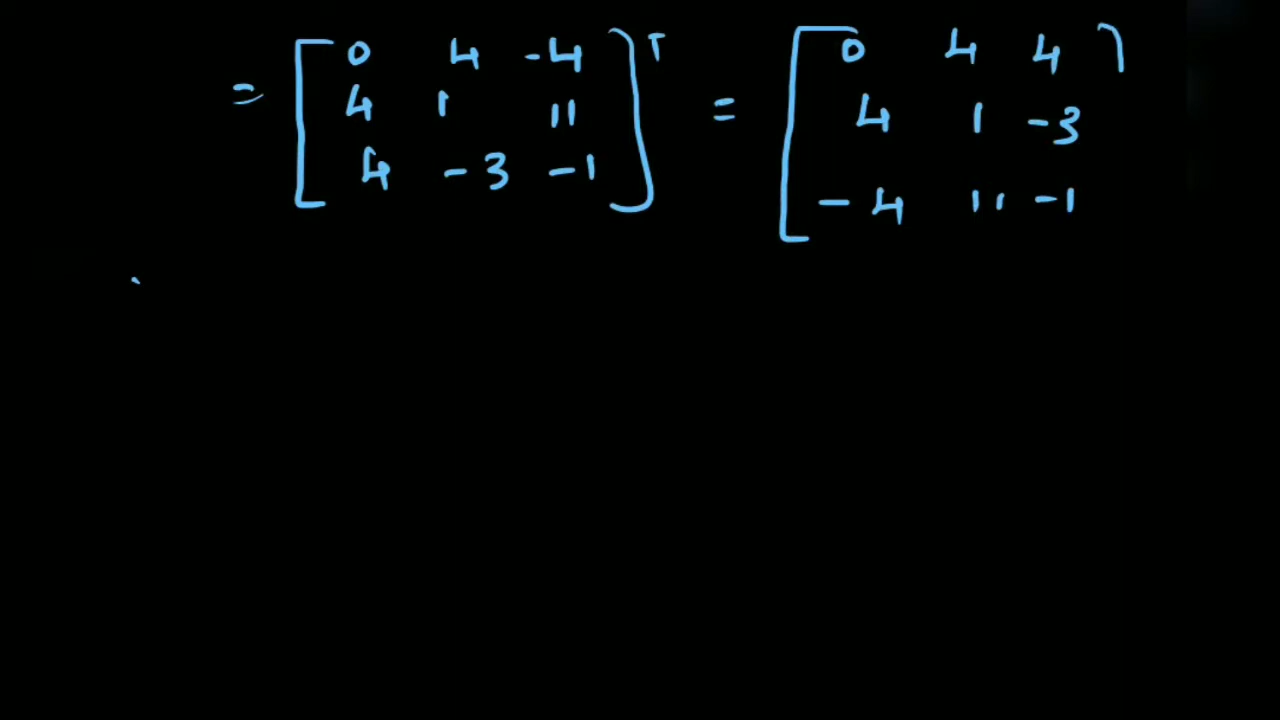 = [ 0 4 -4 ]ᵀ = [ 0 4 4 ]
4 1 11 4 1 -3
4 -3 -1 -4 11 -1